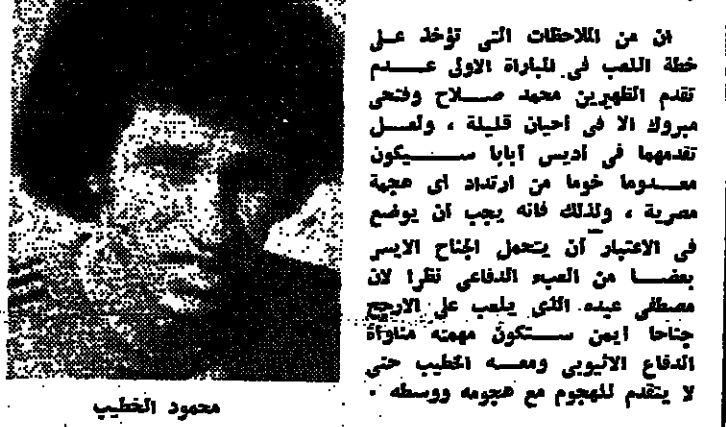 ان من الملاحظات التى تؤخذ على
خطة اللعب فى المباراة الاولى عدم
تقدم الظهيرين محمد صلاح وفتحى
مبروك الا فى احيان قليلة ، ولعل
تقدمهما فى أديس أبابا سيكون
معدوما خوفا من ارتداد اى هجمة
مصرية ، ولذلك فانه يجب ان يوضع
فى الاعتبار أن يتحمل الجناح الايسر
بعضا من العبء الدفاعى نظرا لان
مصطفى عبده الذى يلعب على الارجح
جناحا ايمن ستكون مهمته مناوأة
الدفاع الاثيوبى ومعه الخطيب حتى
لا يتقدم للهجوم مع هجومه ووسطه .
محمود الخطيب